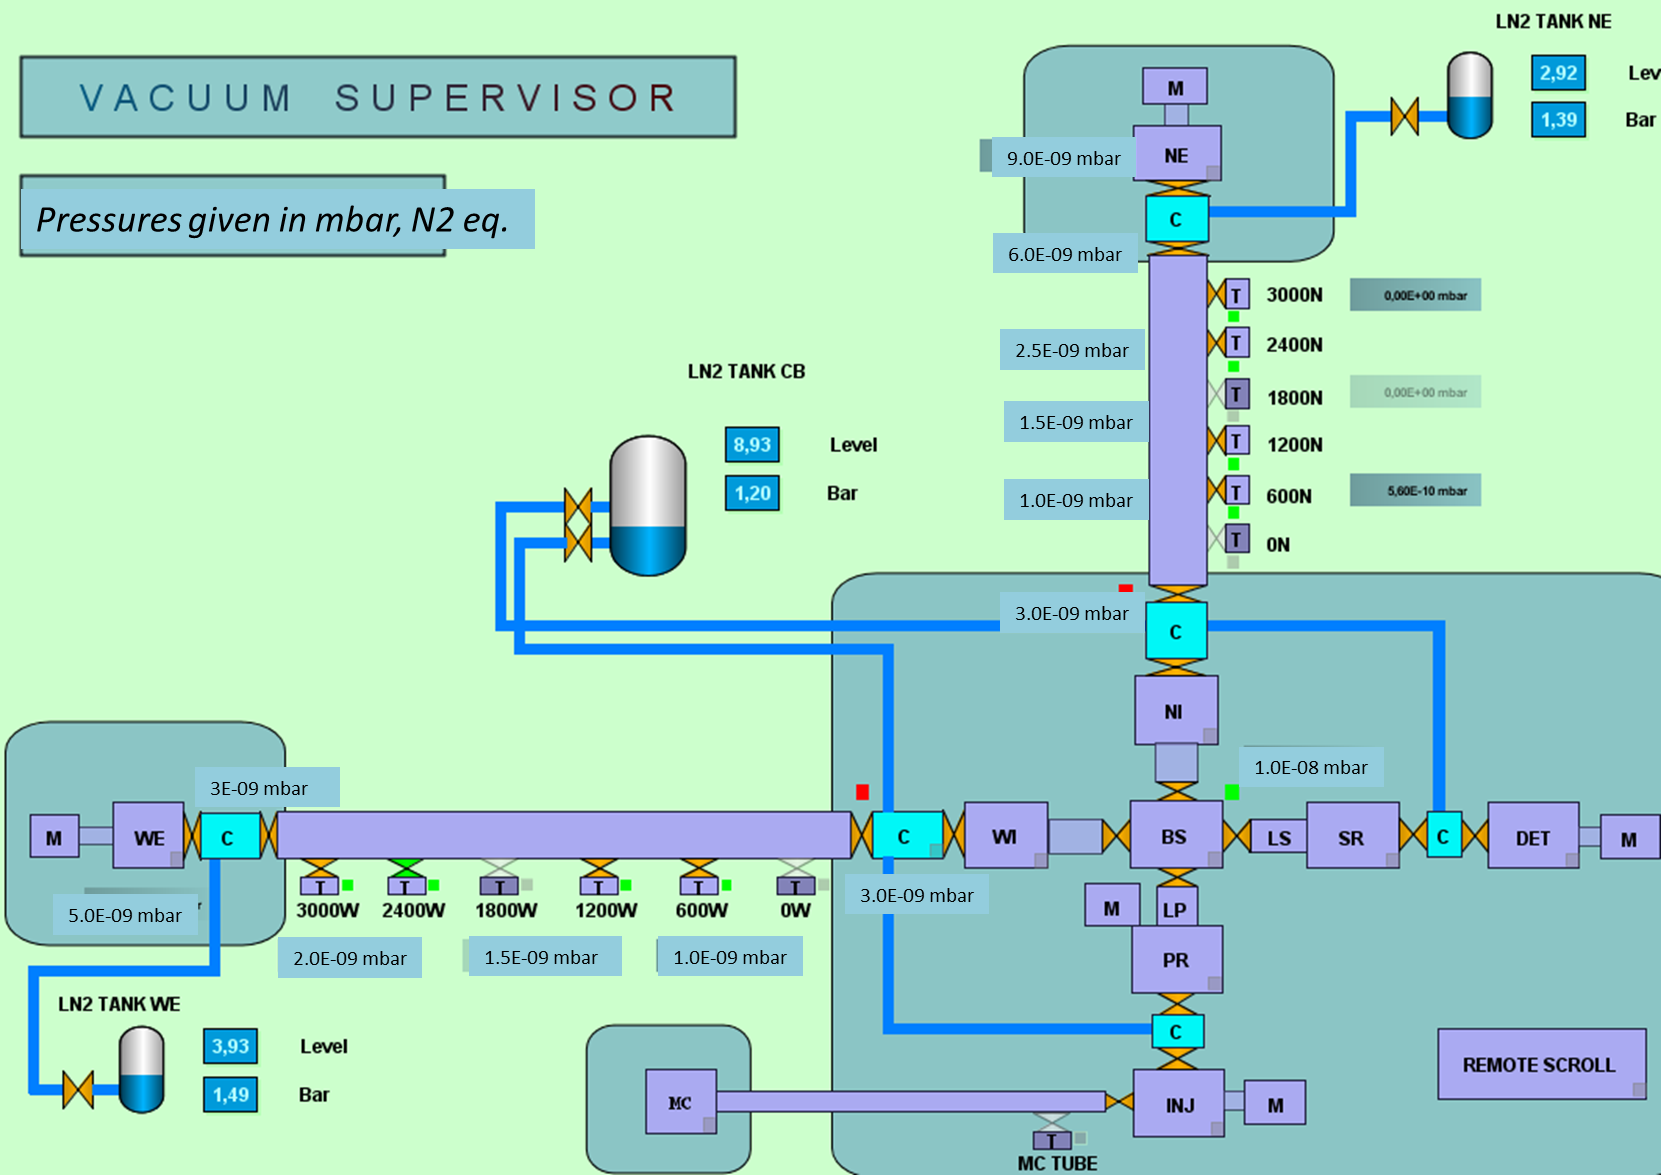 LN2 TANK NE
VACUUM SUPERVISOR
2,92
Lev
1,39
Bar
M
NE
9.0E-09 mbar
Pressures given in mbar, N2 eq.
C
6.0E-09 mbar
T
3000N
0,00E+00 mbar
2.5E-09 mbar
T
2400N
LN2 TANK CB
T
1800N
0,00E+00 mbar
1.5E-09 mbar
8,93
Level
T
1200N
1,20
Bar
1.0E-09 mbar
T
600N
5,60E-10 mbar
T
0N
3.0E-09 mbar
C
NI
1.0E-08 mbar
3E-09 mbar
M
WE
C
C
WI
BS
LS
SR
C
DET
M
T
T
T
T
T
T
3000W
2400W
1800W
1200W
600W
0W
5.0E-09 mbar
3.0E-09 mbar
M
LP
2.0E-09 mbar
1.5E-09 mbar
1.0E-09 mbar
PR
LN2 TANK WE
C
3,93
Level
REMOTE SCROLL
1,49
Bar
MC
INJ
M
T
MC TUBE